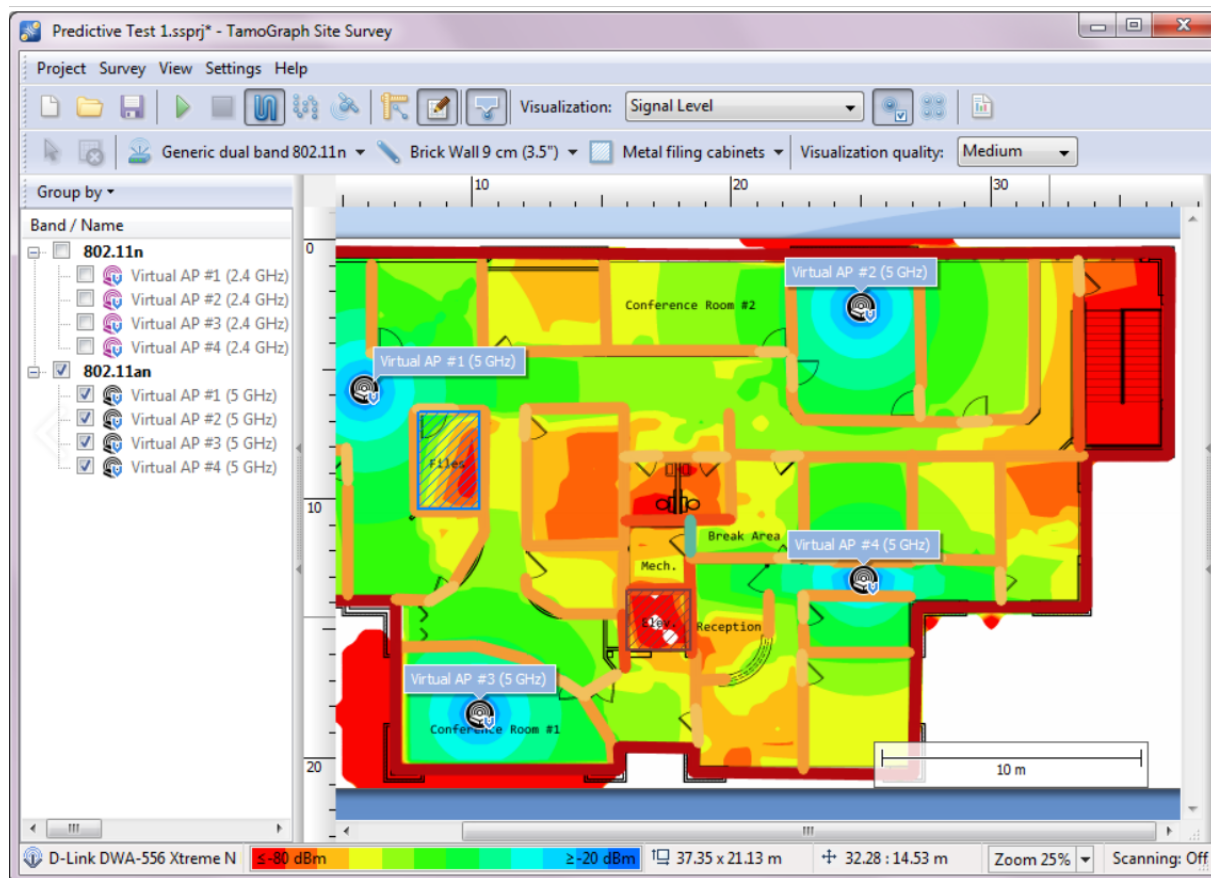 Predictive Test 1.ssprj* - TamoGraph Site Survey
Project Survey View Settings Help
Visualization: Signal Level
Generic dual band 802.11n Brick Wall 9 cm (3.5") Metal filing cabinets Visualization quality: Medium
Group by
Band / Name
802.11n
Virtual AP #1 (2.4 GHz)
Virtual AP #2 (2.4 GHz)
Virtual AP #3 (2.4 GHz)
Virtual AP #4 (2.4 GHz)
802.11an
Virtual AP #1 (5 GHz)
Virtual AP #2 (5 GHz)
Virtual AP #3 (5 GHz)
Virtual AP #4 (5 GHz)
10 20 30
0
10
20
Virtual AP #2 (5 GHz)
Conference Room #2
Virtual AP #1 (5 GHz)
Files
Break Area
Virtual AP #4 (5 GHz)
Mech.
Elev.
Reception
Virtual AP #3 (5 GHz)
Conference Room #1
10 m
D-Link DWA-556 Xtreme N ≤-80 dBm ≥-20 dBm 37.35 x 21.13 m 32.28 : 14.53 m Zoom 25% Scanning: Off